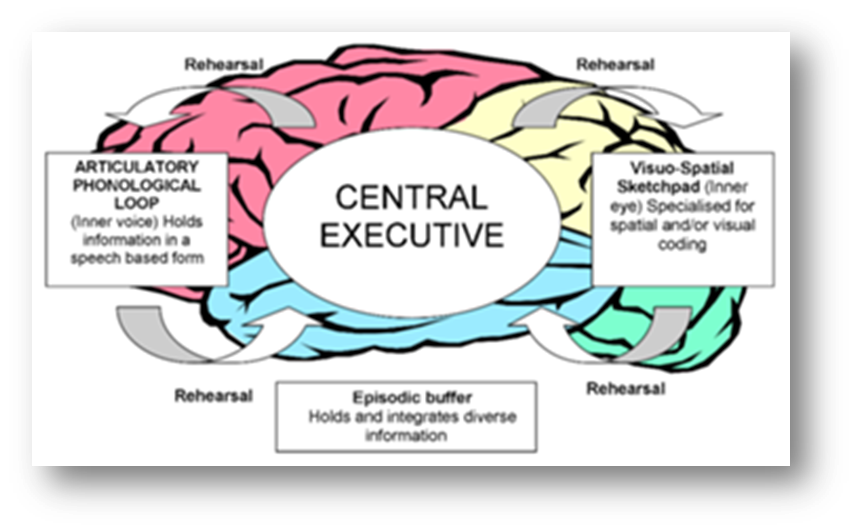 Rehearsal
Rehearsal
ARTICULATORY
PHONOLOGICAL
LOOP
(Inner voice) Holds
information in a
speech based form
CENTRAL
EXECUTIVE
Visuo-Spatial
Sketchpad (Inner
eye) Specialised for
spatial and/or visual
coding
Rehearsal
Rehearsal
Episodic buffer
Holds and integrates diverse
information